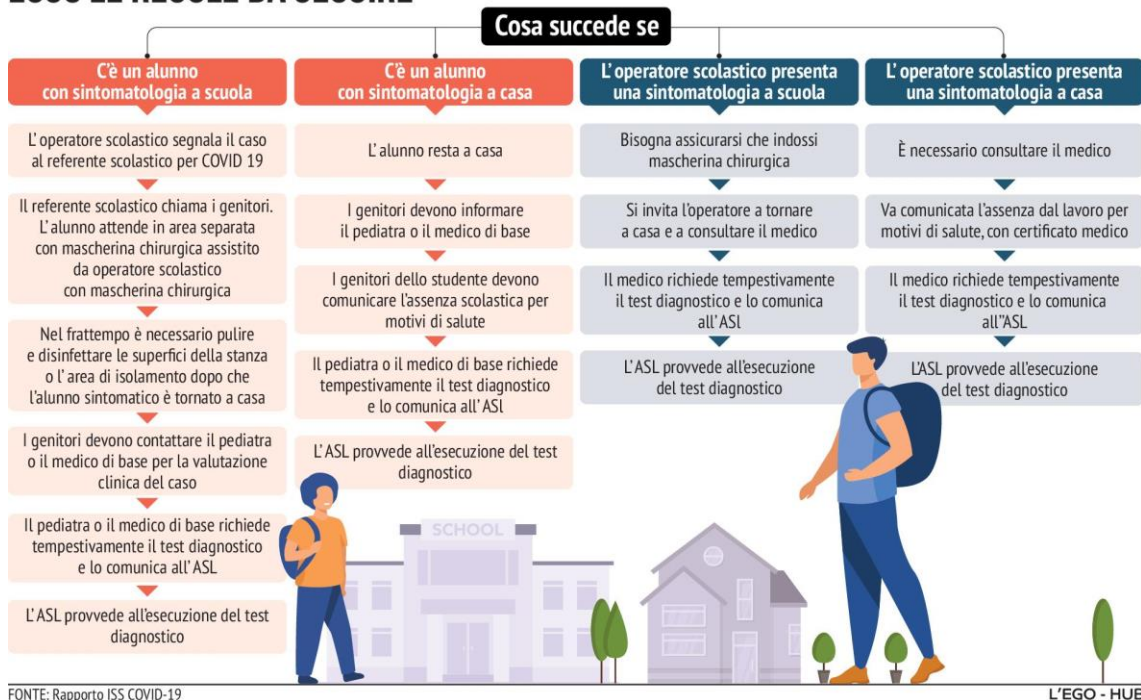 ECCO LE REGOLE DA SEGUIRE
Cosa succede se
C'è un alunno
con sintomatologia a scuola
L'operatore scolastico segnala il caso
al referente scolastico per COVID 19
Il referente scolastico chiama i genitori.
L'alunno attende in area separata
con mascherina chirurgica assistito
da operatore scolastico
con mascherina chirurgica
Nel frattempo è necessario pulire
e disinfettare le superfici della stanza
o l'area di isolamento dopo che
l'alunno sintomatico è tornato a casa
I genitori devono contattare il pediatra
o il medico di base per la valutazione
clinica del caso
Il pediatra o il medico di base richiede
tempestivamente il test diagnostico
e lo comunica all'ASL
L'ASL provvede all'esecuzione del test
diagnostico
C'è un alunno
con sintomatologia a casa
L'alunno resta a casa
I genitori devono informare
il pediatra o il medico di base
I genitori dello studente devono
comunicare l'assenza scolastica per
motivi di salute
Il pediatra o il medico di base richiede
tempestivamente il test diagnostico
e lo comunica all'ASl
L'ASL provvede all'esecuzione del test
diagnostico
L'operatore scolastico presenta
una sintomatologia a scuola
Bisogna assicurarsi che indossi
mascherina chirurgica
Si invita l'operatore a tornare
a casa e a consultare il medico
Il medico richiede tempestivamente
il test diagnostico e lo comunica
all'ASl
L'ASL provvede all'esecuzione
del test diagnostico
L'operatore scolastico presenta
una sintomatologia a casa
È necessario consultare il medico
Va comunicata l'assenza dal lavoro per
motivi di salute, con certificato medico
Il medico richiede tempestivamente
il test diagnostico e lo comunica
all''ASL
L'ASL provvede all'esecuzione
del test diagnostico
SCHOOL
FONTE: Rapporto ISS COVID-19
L'EGO - HUB